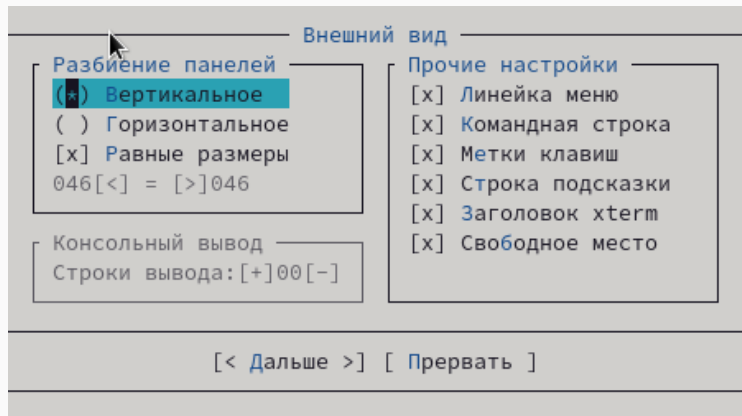 Внешний вид
Разбиение панелей
(*) Вертикальное
( ) Горизонтальное
[x] Равные размеры
046[<] = [>]046
Консольный вывод
Строки вывода:[+]00[-]
Прочие настройки
[x] Линейка меню
[x] Командная строка
[x] Метки клавиш
[x] Строка подсказки
[x] Заголовок xterm
[x] Свободное место
[< Дальше >] [ Прервать ]